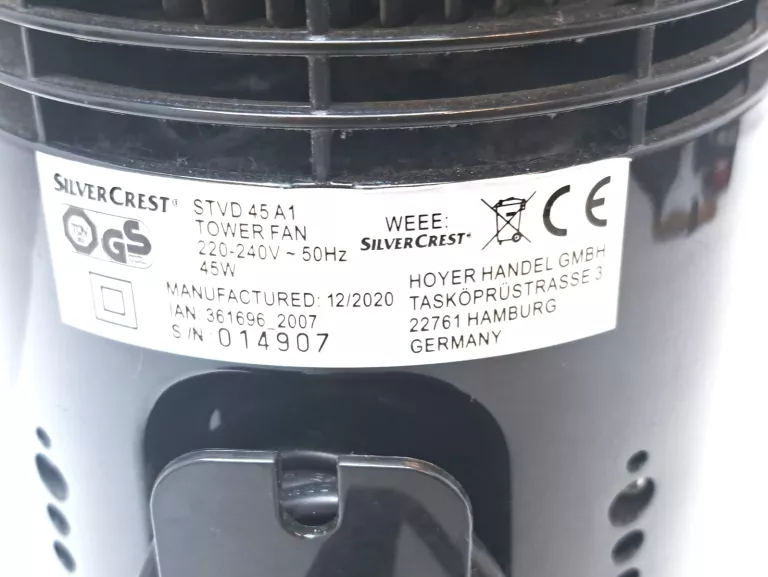 SILVERCREST®
STVD 45 A1
TOWER FAN
220-240V ~ 50Hz
45W
TÜV
GS
MANUFACTURED: 12/2020
IAN: 361696_2007
S/N: 014907
WEEE:
SILVERCREST®
CE
HOYER HANDEL GMBH
TASKÖPRÜSTRASSE 3
22761 HAMBURG
GERMANY